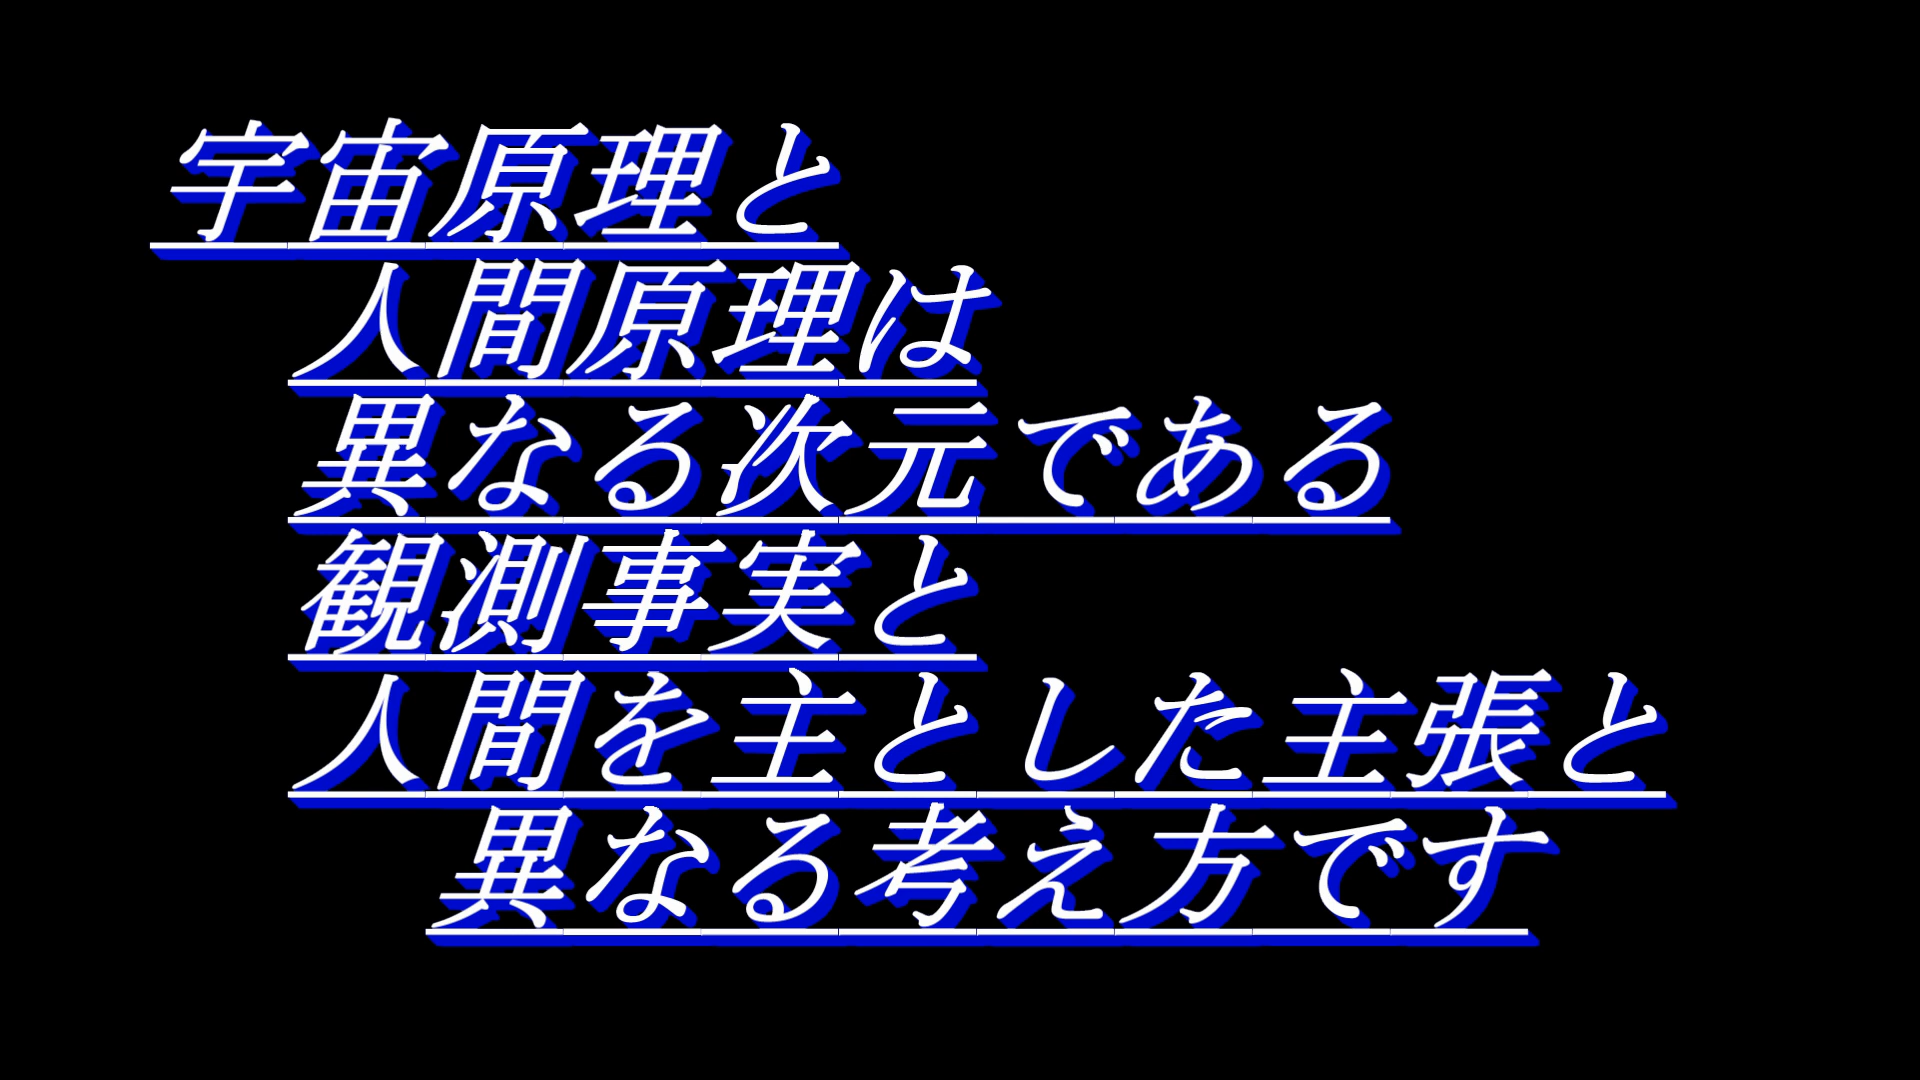 宇宙原理と
人間原理は
異なる次元である
観測事実と
人間を主とした主張と
異なる考え方です